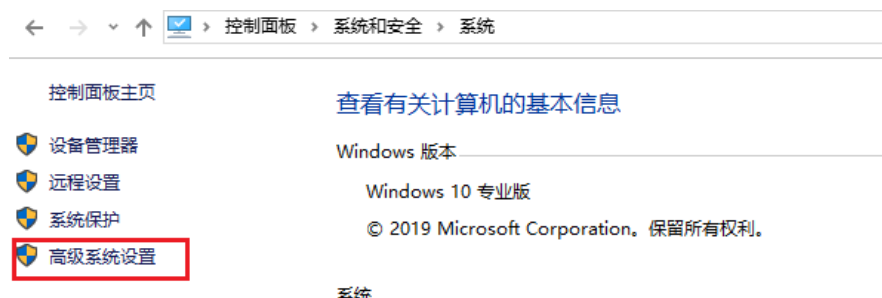 控制面板 › 系统和安全 › 系统
控制面板主页
查看有关计算机的基本信息
设备管理器
Windows 版本
远程设置
Windows 10 专业版
系统保护
© 2019 Microsoft Corporation。保留所有权利。
高级系统设置
系统